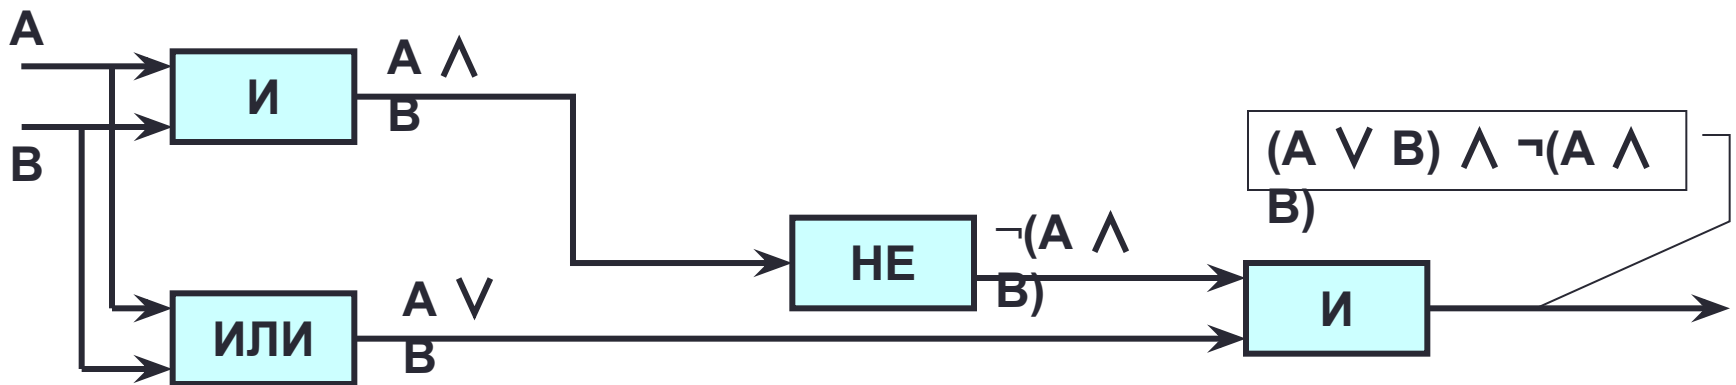 А
И
А ∧
В
В
(А ∨ В) ∧ ¬(А ∧
В)
НЕ
¬(А ∧
В)
И
ИЛИ
А ∨
В